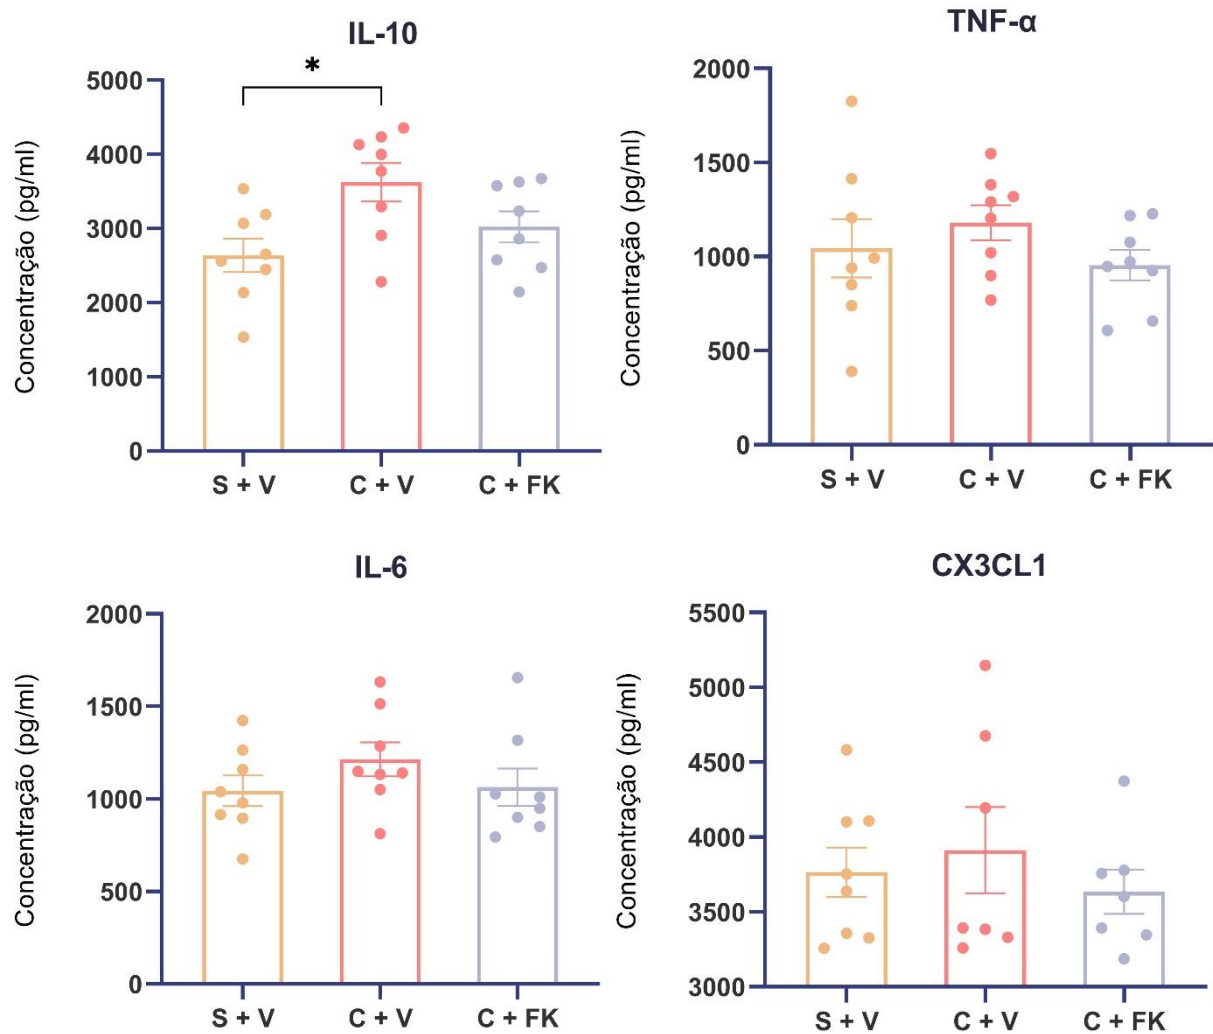 IL-10
*
Concentração (pg/ml)
5000
4000
3000
2000
1000
0
S + V
C + V
C + FK
TNF-α
Concentração (pg/ml)
2000
1500
1000
500
0
S + V
C + V
C + FK
IL-6
Concentração (pg/ml)
2000
1500
1000
500
0
S + V
C + V
C + FK
CX3CL1
Concentração (pg/ml)
5500
5000
4500
4000
3500
3000
S + V
C + V
C + FK